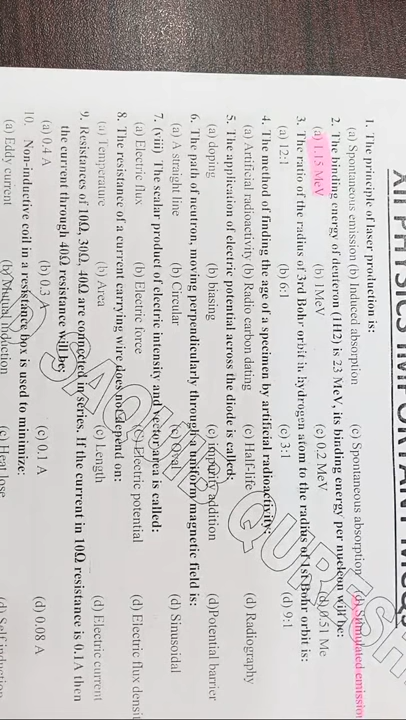 XII PHYSICS IMPORTANT MCQs
1. The principle of laser production is:
(a) Spontaneous emission (b) Induced absorption (c) Spontaneous absorption (d) Stimulated emission
2. The binding energy of deuteron (1H2) is 23 MeV, its binding energy per nucleon will be:
(a) 1.15 MeV (b) 1MeV (c) 0.2 MeV (d) 0.51 Me
3. The ratio of the radius of 3rd Bohr orbit in hydrogen atom to the radius of 1st Bohr orbit is:
(a) 12:1 (b) 6:1 (c) 3:1 (d) 9:1
4. The method of finding the age of a specimen by artificial radioactivity:
(a) Artificial radioactivity (b) Radio carbon dating (c) Half-life (d) Radiography
5. The application of electric potential across the diode is called:
(a) doping (b) biasing (c) impurity addition (d)Potential barrier
6. The path of neutron, moving perpendicularly through a uniform magnetic field is:
(a) A straight line (b) Circular (c) Oval (d) Sinusoidal
7. (viii) The scalar product of electric intensity and vector area is called:
(a) Electric flux (b) Electric force (c) Electric potential (d) Electric flux densit
8. The resistance of a current carrying wire does not depend on:
(a) Temperature (b) Area (c) Length (d) Electric current
9. Resistances of 10Ω, 30Ω, 40Ω are connected in series. If the current in 10Ω resistance is 0.1A then
the current through 40Ω resistance will be:
(a) 0.4 A (b) 0.3 A (c) 0.1 A (d) 0.08 A
10. Non-inductive coil in a resistance box is used to minimize:
(a) Eddy current (b) Mutual induction (c) Heat lose (d) Self induction
SAQUIB QURESHI